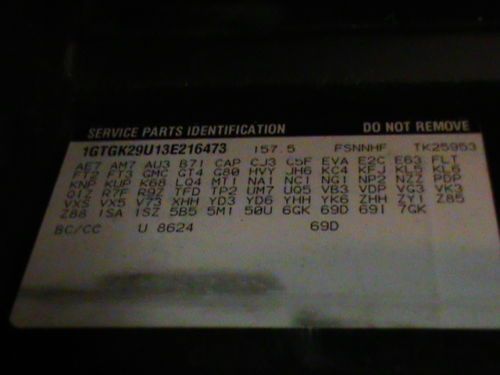 SERVICE PARTS IDENTIFICATION DO NOT REMOVE
1GTGK29U13E216473 157.5 FSNNHF TK25953
AE7 AM7 AU3 B71 CAP CJ3 C5F EVA E2C E63 FLT
FT2 FT3 GMC GT4 G80 HVY JH6 KC4 KFJ KL5 KL6
KNP KUP K68 LQ4 MT1 NA1 NC1 NG1 NP2 NZZ PDP
QIZ R7F R9Z TFD TP2 UM7 UQ5 VB3 VDP VG3 VK3
VXS VX5 V73 XHH YD3 YD6 YHH YK6 ZHH ZY1 Z85
Z88 1SA 1SZ 5B5 5M1 50U 6GK 69D 69I 7GK
BC/CC U 8624 69D